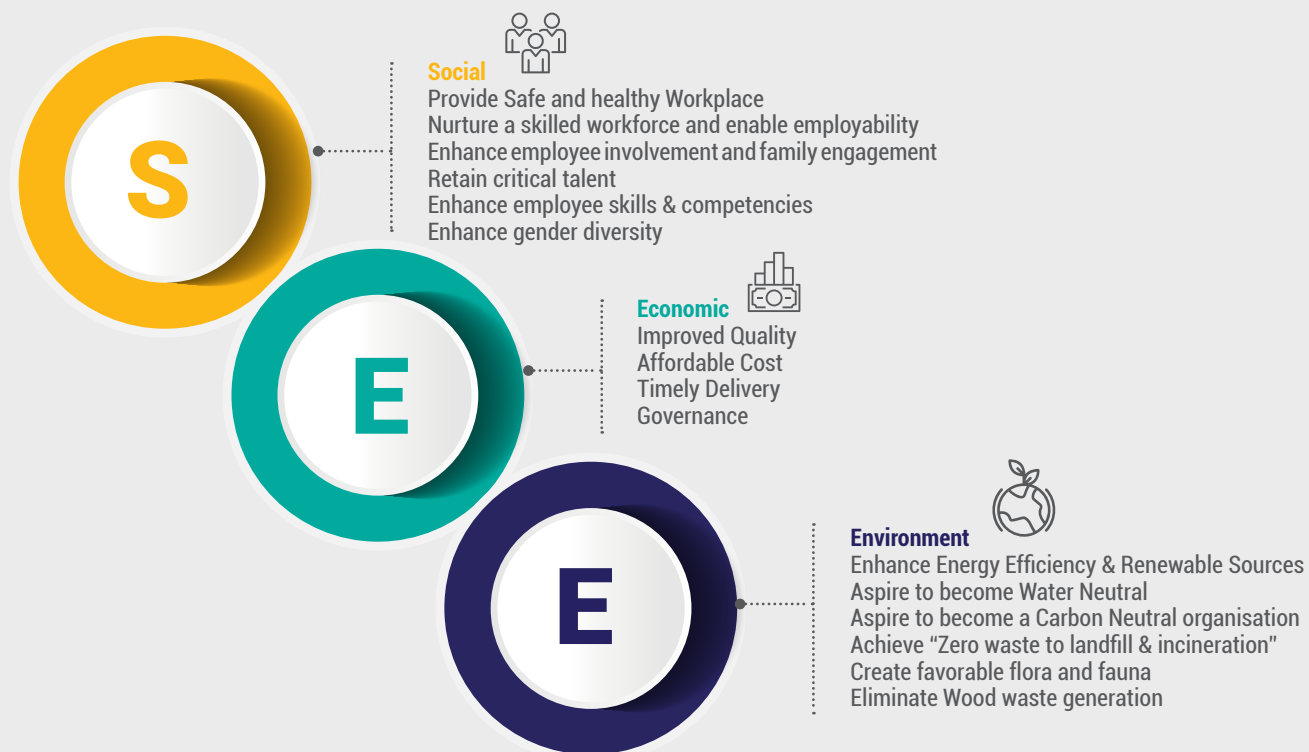 S
Social
Provide Safe and healthy Workplace
Nurture a skilled workforce and enable employability
Enhance employee involvement and family engagement
Retain critical talent
Enhance employee skills & competencies
Enhance gender diversity
E
Economic
Improved Quality
Affordable Cost
Timely Delivery
Governance
E
Environment
Enhance Energy Efficiency & Renewable Sources
Aspire to become Water Neutral
Aspire to become a Carbon Neutral organisation
Achieve “Zero waste to landfill & incineration”
Create favorable flora and fauna
Eliminate Wood waste generation